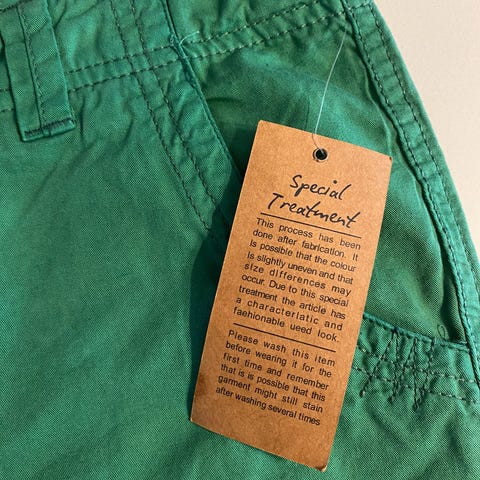 Special
Treatment
This process has been
done after fabrication. It
is possible that the colour
is slightly uneven and that
size differences may
occur. Due to this special
treatment the article has
a characterlatic and
faehionable ueed look.
Please wash this item
before wearing it for the
first time and remember
that is is possible that this
garment might still stain
after washing several times